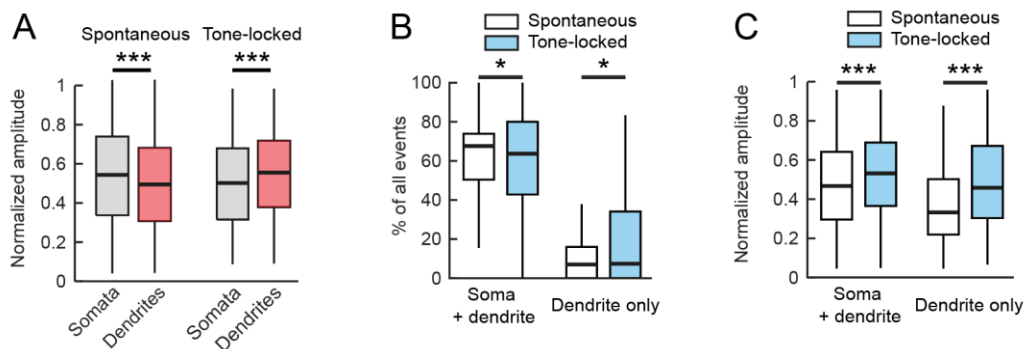 A
Spontaneous Tone-locked
*** ***
Normalized amplitude
1
0.8
0.6
0.4
0.2
0
Somata Dendrites Somata Dendrites
B
Spontaneous
Tone-locked
* *
% of all events
100
80
60
40
20
0
Soma
+ dendrite
Dendrite only
C
Spontaneous
Tone-locked
*** ***
Normalized amplitude
1
0.8
0.6
0.4
0.2
0
Soma
+ dendrite
Dendrite only